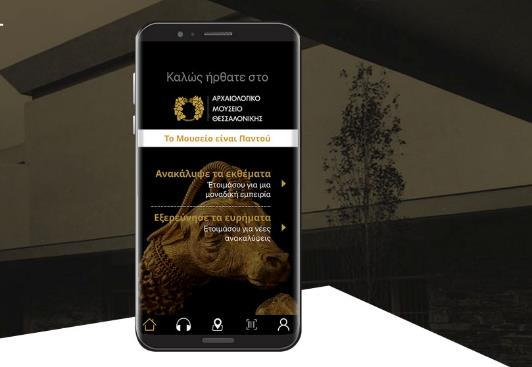 Καλώς ήρθατε στο
ΑΡΧΑΙΟΛΟΓΙΚΟ
ΜΟΥΣΕΙΟ
ΘΕΣΣΑΛΟΝΙΚΗΣ
Το Μουσείο είναι Παντού
Ανακάλυψε τα εκθέματα
Έτοιμάσου για μια
μοναδική εμπειρία
Εξερεύνησε τα ευρήματα
Ετοιμάσου για νέες
ανακαλύψεις